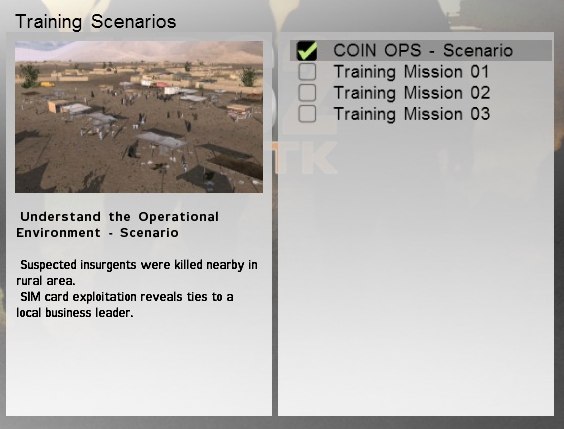 Training Scenarios
COIN OPS - Scenario
Training Mission 01
Training Mission 02
Training Mission 03
TK
Understand the Operational
Environment - Scenario
Suspected insurgents were killed nearby in
rural area.
SIM card exploitation reveals ties to a
local business leader.